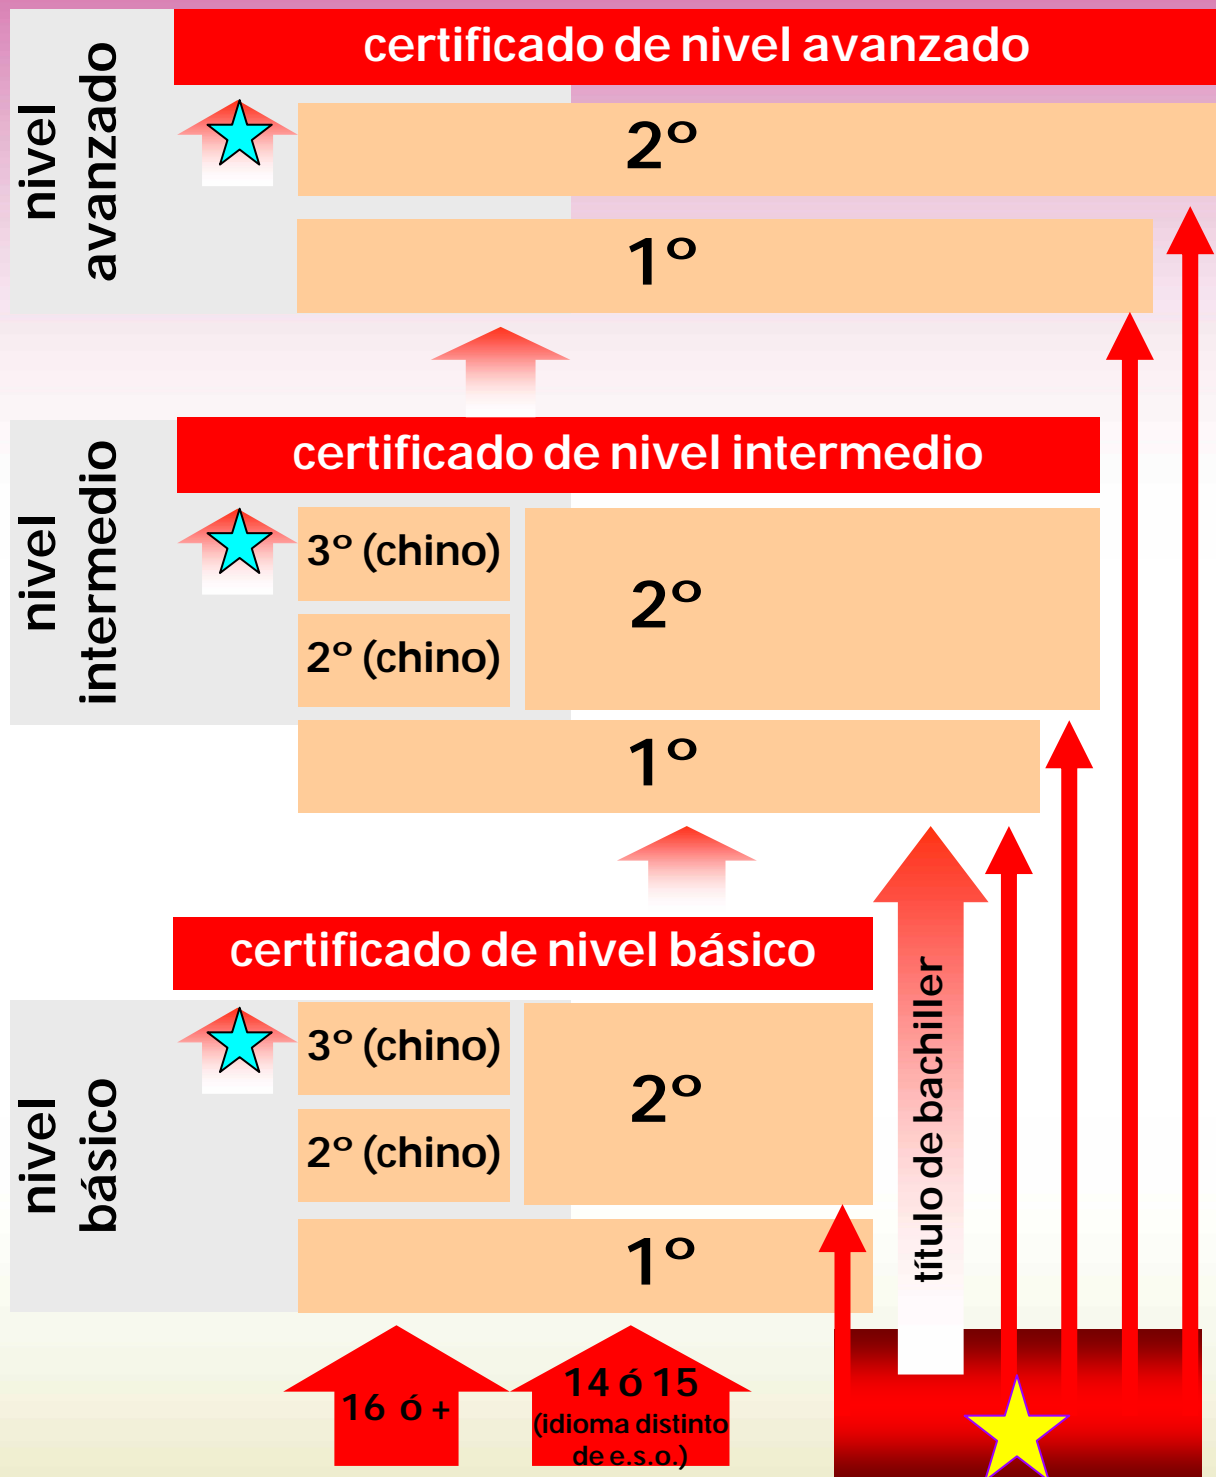 nivel
avanzado
certificado de nivel avanzado
2º
1º
nivel
intermedio
certificado de nivel intermedio
3º (chino)
2º
2º (chino)
1º
nivel
básico
certificado de nivel básico
3º (chino)
2º
2º (chino)
1º
título de bachiller
16 ó +
14 ó 15
(idioma distinto
de e.s.o.)